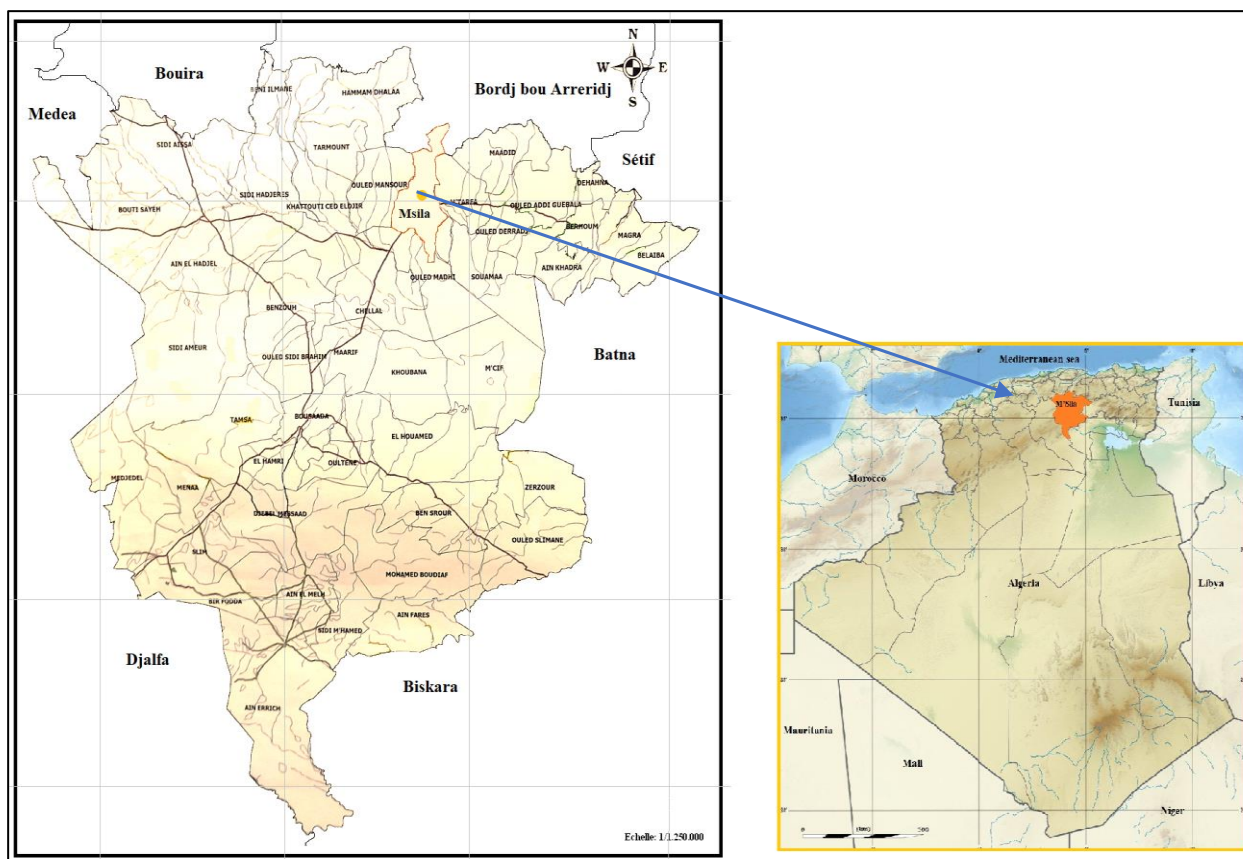 N
W E
S
Bouira
Bordj bou Arreridj
Medea
Sétif
BENI ILMANE
HAMMAM DHALAA
SIDI AISSA
TARMOUNT
MAADID
DEHAHNA
OULED MANSOUR
SIDI HADJERES
KHATTOUTI CED ELDJIR
BOUTI SAYEH
Msila
OULED ADDI GUEBALA
BERHOUM
OULED DERRADJ
MAGRA
BELAIBA
AIN EL HADJEL
AIN KHADRA
OULED MADHI
SOUAMAA
BENZOUH
CHELLAL
SIDI AMEUR
OULED SIDI BRAHIM
MAARIF
Batna
KHOUBANA
M'CIF
TAMSA
BOUSAADA
EL HOUAMED
EL HAMRI
OULTENE
MEDJEDEL
MENAA
ZERZOUR
DJEBEL MESSAAD
BEN SROUR
OULED SLIMANE
SLIM
MOHAMED BOUDIAF
AIN EL MELH
BIR FODDA
AIN FARES
SIDI M'HAMED
Djalfa
Biskara
AIN ERRICH
Echelle: 1/1.250.000
Mediterranean sea
M'Sila
Tunisia
Morocco
Algeria
Libya
Mauritania
Mali
Niger
0 (km) 500